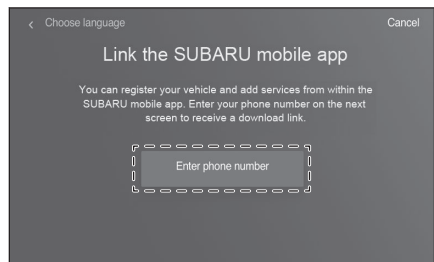 Choose language
Cancel
Link the SUBARU mobile app
You can register your vehicle and add services from within the
SUBARU mobile app. Enter your phone number on the next
screen to receive a download link.
Enter phone number